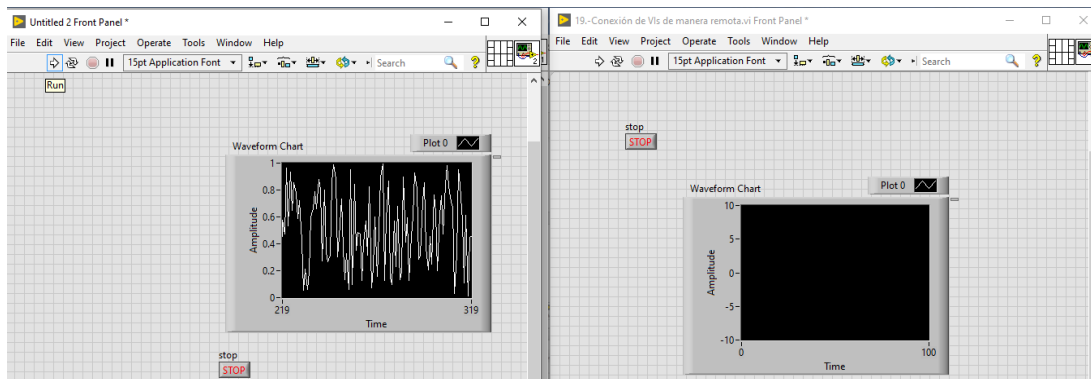 Untitled 2 Front Panel *
File Edit View Project Operate Tools Window Help
15pt Application Font Search
2
Run
Waveform Chart
Plot 0
1
0.8
0.6
0.4
0.2
0
Amplitude
219 319
Time
stop
STOP
19.-Conexión de VIs de manera remota.vi Front Panel *
File Edit View Project Operate Tools Window Help
15pt Application Font Search
stop
STOP
Waveform Chart
Plot 0
10
5
0
-5
-10
Amplitude
0 100
Time